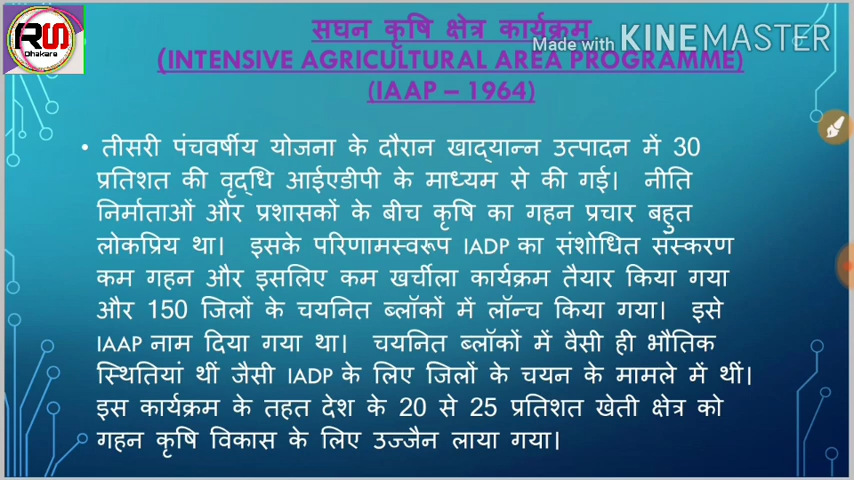 RS
Dhakare
सघन कृषि क्षेत्र कार्यक्रम
Made with KINEMASTER
(INTENSIVE AGRICULTURAL AREA PROGRAMME)
(IAAP – 1964)
• तीसरी पंचवर्षीय योजना के दौरान खाद्यान्न उत्पादन में 30
प्रतिशत की वृद्धि आईएडीपी के माध्यम से की गई। नीति
निर्माताओं और प्रशासकों के बीच कृषि का गहन प्रचार बहुत
लोकप्रिय था। इसके परिणामस्वरूप IADP का संशोधित संस्करण
कम गहन और इसलिए कम खर्चीला कार्यक्रम तैयार किया गया
और 150 जिलों के चयनित ब्लॉकों में लॉन्च किया गया। इसे
IAAP नाम दिया गया था। चयनित ब्लॉकों में वैसी ही भौतिक
स्थितियां थीं जैसी IADP के लिए जिलों के चयन के मामले में थीं।
इस कार्यक्रम के तहत देश के 20 से 25 प्रतिशत खेती क्षेत्र को
गहन कृषि विकास के लिए उज्जैन लाया गया।